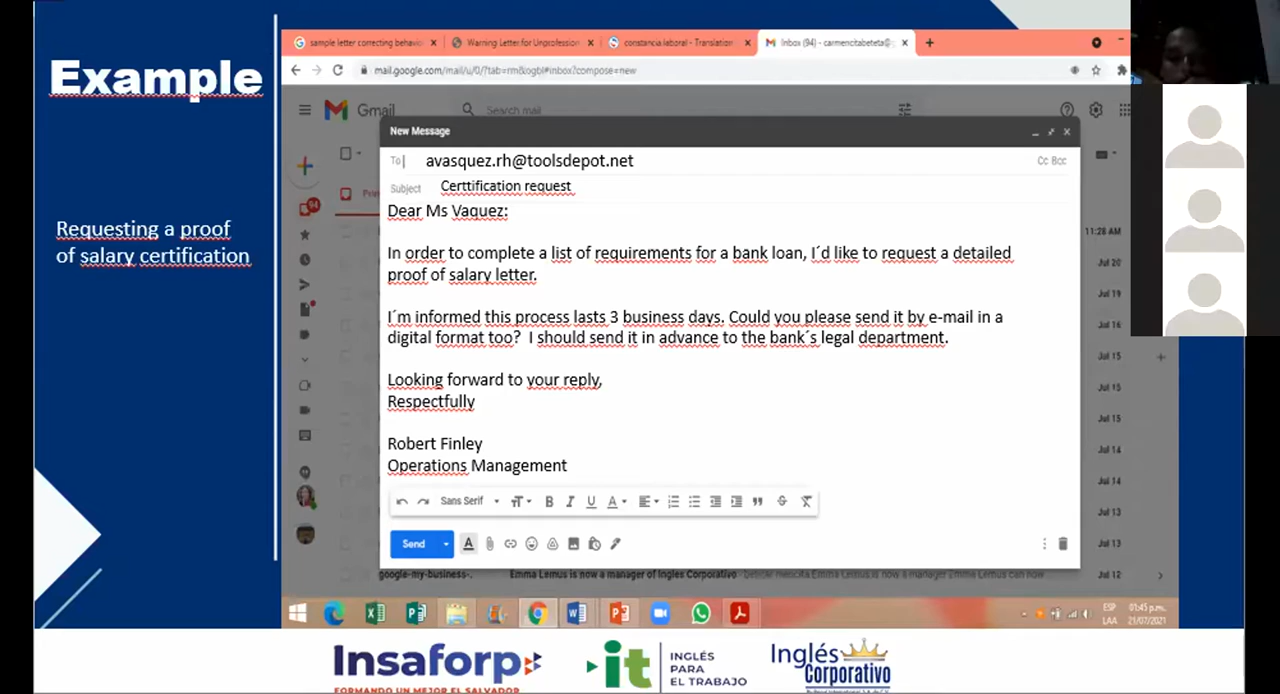 Example
Requesting a proof
of salary certification
sample letter correcting behavio
Warning Letter for Unprofession
constancia laboral - Translation
Inbox (94) - carmencitabeteta@
mail.google.com/mail/u/0/?tab=rm&ogbl#inbox?compose=new
Gmail
Search mail
New Message
To
avasquez.rh@toolsdepot.net
Cc Bcc
Subject
Certtification request
Dear Ms Vaquez:
In order to complete a list of requirements for a bank loan, I´d like to request a detailed
proof of salary letter.
I´m informed this process lasts 3 business days. Could you please send it by e-mail in a
digital format too? I should send it in advance to the bank´s legal department.
Looking forward to your reply,
Respectfully
Robert Finley
Operations Management
Sans Serif
Send
94
11:28 AM
Jul 20
Jul 19
Jul 16
Jul 15
Jul 15
Jul 15
Jul 14
Jul 14
Jul 13
Jul 13
Jul 12
google-my-business-.
Emma Lemus is now a manager of Ingles Corporativo
ESP
LAA
01:45 p.m.
21/07/2021
Insaforp
FORMANDO UN MEJOR EL SALVADOR
it
INGLÉS
PARA
EL TRABAJO
Inglés
Corporativo